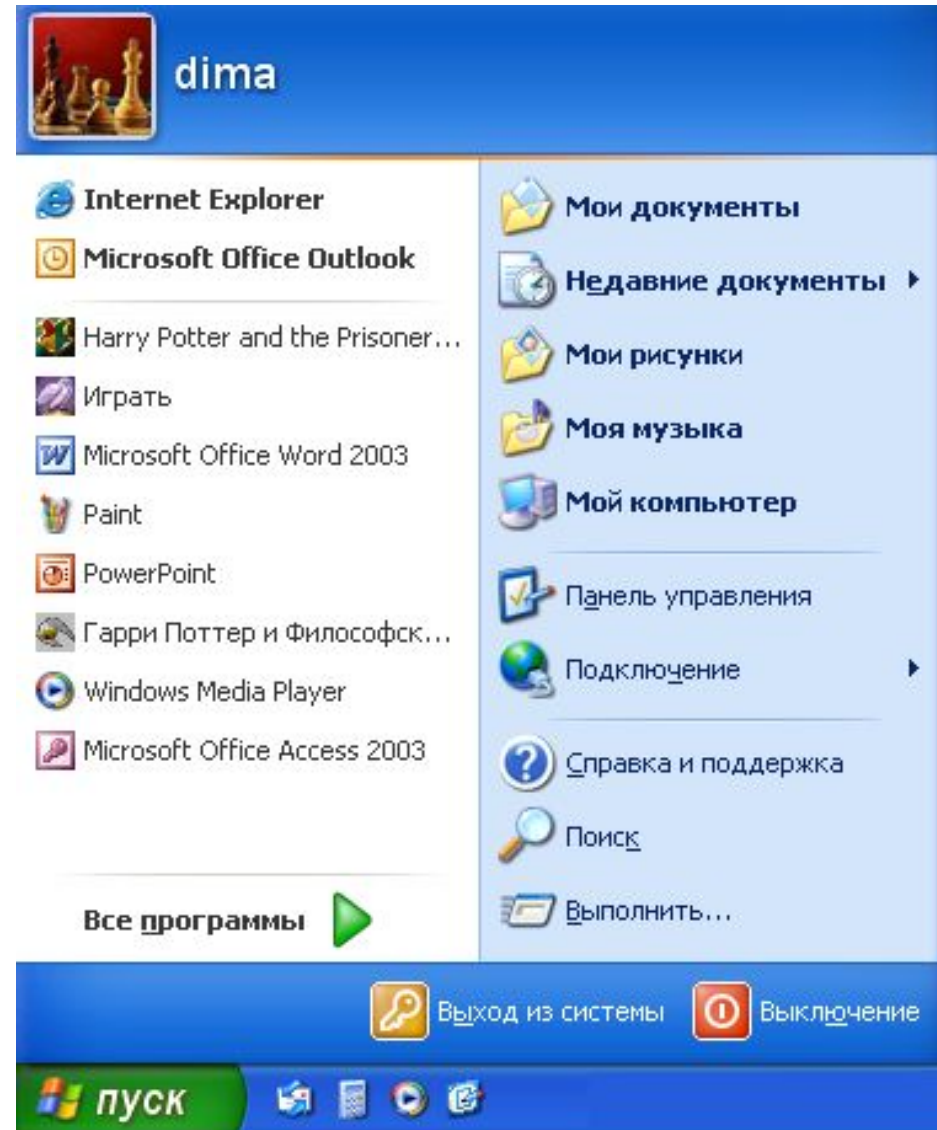 dima
Internet Explorer
Microsoft Office Outlook
Harry Potter and the Prisoner...
Играть
Microsoft Office Word 2003
Paint
PowerPoint
Гарри Поттер и Философск...
Windows Media Player
Microsoft Office Access 2003
Все программы
Мои документы
Недавние документы
Мои рисунки
Моя музыка
Мой компьютер
Панель управления
Подключение
Справка и поддержка
Поиск
Выполнить...
Выход из системы
Выключение
пуск